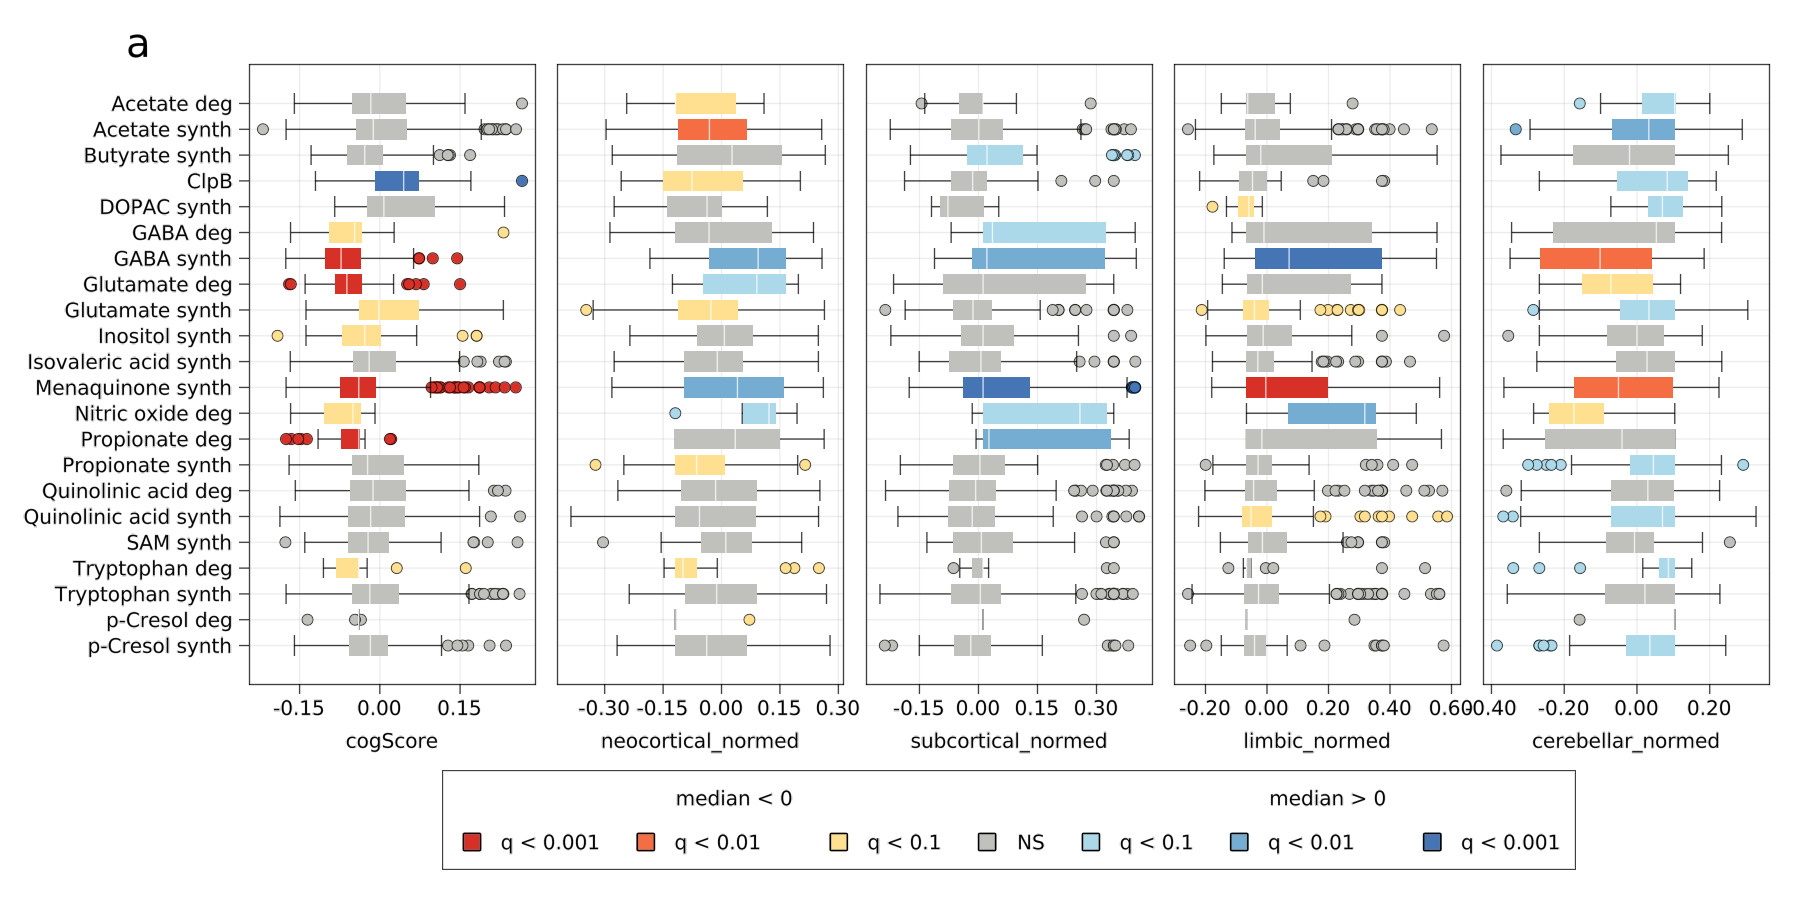 a
Acetate deg
Acetate synth
Butyrate synth
ClpB
DOPAC synth
GABA deg
GABA synth
Glutamate deg
Glutamate synth
Inositol synth
Isovaleric acid synth
Menaquinone synth
Nitric oxide deg
Propionate deg
Propionate synth
Quinolinic acid deg
Quinolinic acid synth
SAM synth
Tryptophan deg
Tryptophan synth
p-Cresol deg
p-Cresol synth
-0.15 0.00 0.15 -0.30 -0.15 0.00 0.15 0.30 -0.15 0.00 0.15 0.30 -0.20 0.00 0.20 0.40 0.60 -0.40 -0.20 0.00 0.20
cogScore neocortical_normed subcortical_normed limbic_normed cerebellar_normed
median < 0 median > 0
q < 0.001 q < 0.01 q < 0.1 NS q < 0.1 q < 0.01 q < 0.001